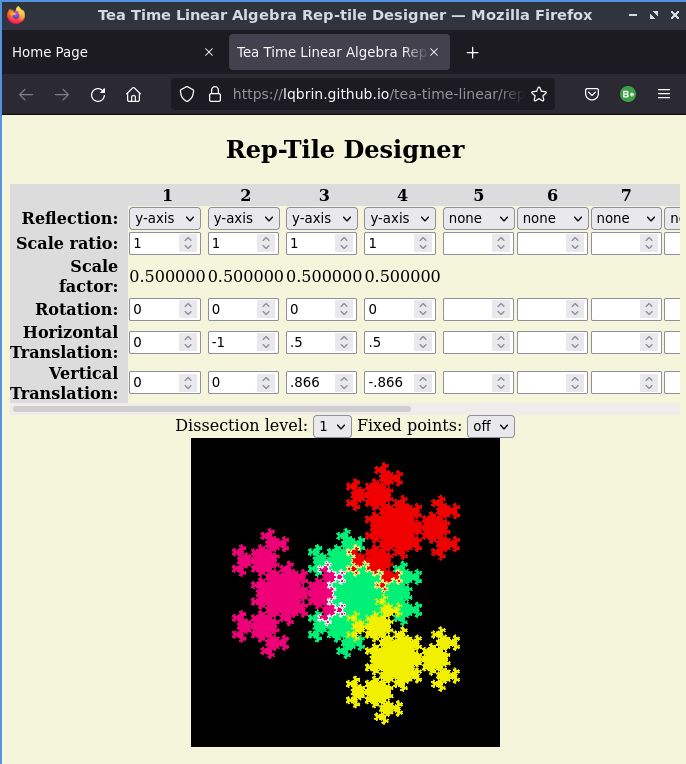 Tea Time Linear Algebra Rep-tile Designer — Mozilla Firefox
Home Page × Tea Time Linear Algebra Rep × +
https://lqbrin.github.io/tea-time-linear/rep
Rep-Tile Designer
1 2 3 4 5 6 7
Reflection: y-axis y-axis y-axis y-axis none none none n
Scale ratio: 1 1 1 1
Scale
factor: 0.500000 0.500000 0.500000 0.500000
Rotation: 0 0 0 0
Horizontal
Translation: 0 -1 .5 .5
Vertical
Translation: 0 0 .866 -.866
Dissection level: 1 Fixed points: off